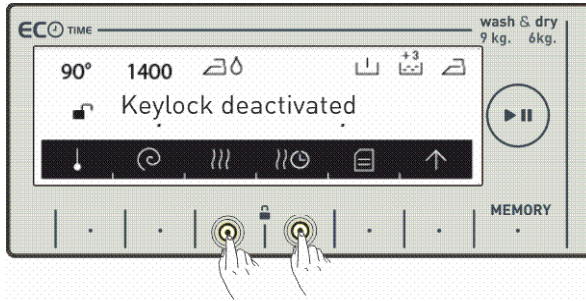 ECO TIME
wash & dry
9 kg. 6kg.
90° 1400
+3
Keylock deactivated
MEMORY